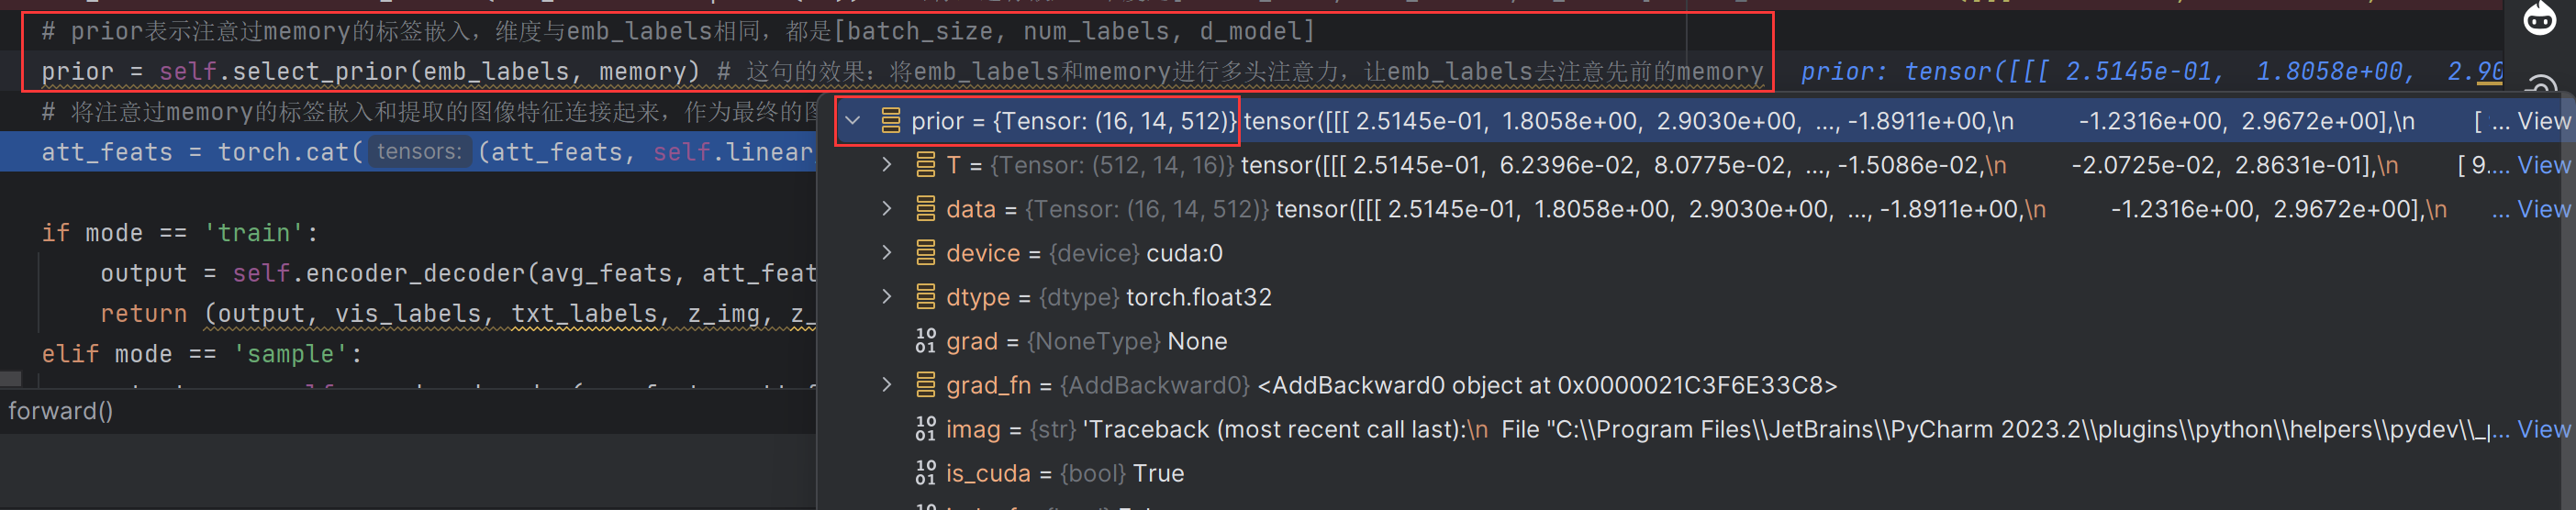 # prior表示注意过memory的标签嵌入，维度与emb_labels相同，都是[batch_size, num_labels, d_model]
prior = self.select_prior(emb_labels, memory) # 这句的效果：将emb_labels和memory进行多头注意力，让emb_labels去注意先前的memory prior: tensor([[[ 2.5145e-01, 1.8058e+00, 2.90
# 将注意过memory的标签嵌入和提取的图像特征连接起来，作为最终的图
prior = {Tensor: (16, 14, 512)} tensor([[[ 2.5145e-01, 1.8058e+00, 2.9030e+00, ..., -1.8911e+00,\n -1.2316e+00, 2.9672e+00],\n [ ... View
att_feats = torch.cat( tensors: (att_feats, self.linear
T = {Tensor: (512, 14, 16)} tensor([[[ 2.5145e-01, 6.2396e-02, 8.0775e-02, ..., -1.5086e-02,\n -2.0725e-02, 2.8631e-01],\n [ 9.... View
data = {Tensor: (16, 14, 512)} tensor([[[ 2.5145e-01, 1.8058e+00, 2.9030e+00, ..., -1.8911e+00,\n -1.2316e+00, 2.9672e+00],\n ... View
if mode == 'train':
device = {device} cuda:0
output = self.encoder_decoder(avg_feats, att_feat
dtype = {dtype} torch.float32
return (output, vis_labels, txt_labels, z_img, z_
grad = {NoneType} None
elif mode == 'sample':
grad_fn = {AddBackward0} <AddBackward0 object at 0x0000021C3F6E33C8>
forward()
imag = {str} 'Traceback (most recent call last):\n File "C:\\Program Files\\JetBrains\\PyCharm 2023.2\\plugins\\python\\helpers\\pydev\\_p... View
is_cuda = {bool} True